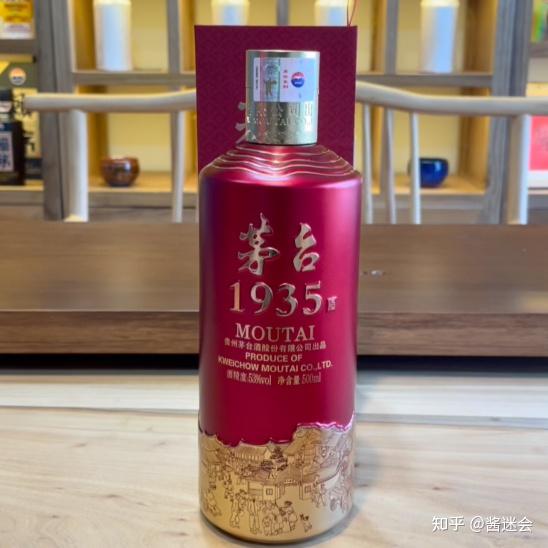 茅台
1935
MOUTAI
贵州茅台酒股份有限公司出品
PRODUCE OF
KWEICHOW MOUTAI CO.,LTD.
酒精度:53%vol 净含量:500ml
知乎 @酱迷会